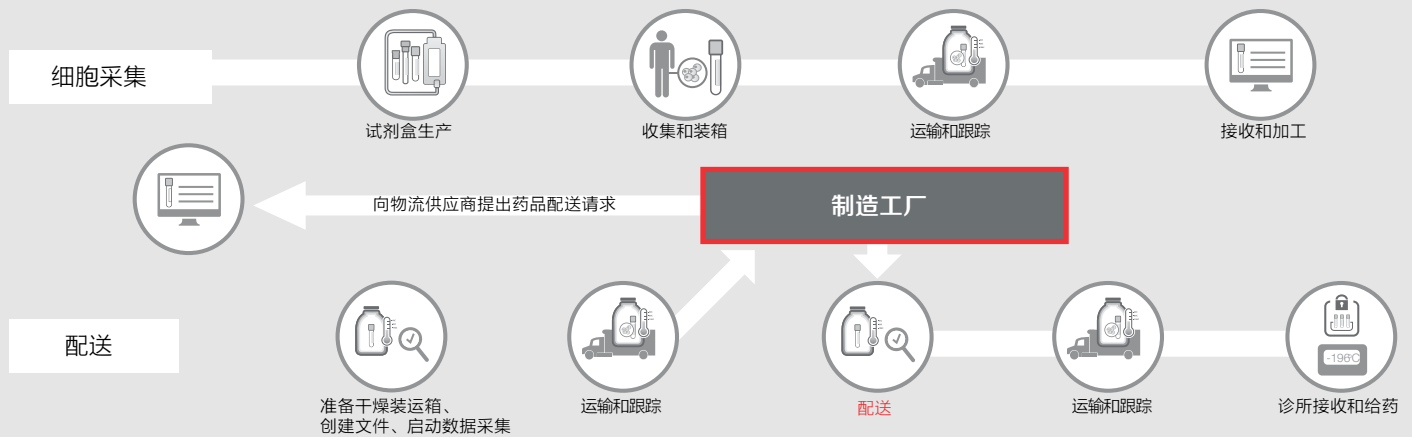 细胞采集
试剂盒生产
收集和装箱
运输和跟踪
接收和加工
向物流供应商提出药品配送请求
制造工厂
-196°C
配送
准备干燥装运箱、
创建文件、启动数据采集
运输和跟踪
配送
运输和跟踪
诊所接收和给药